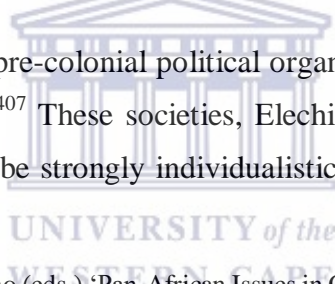 pre-colonial political organ
407 These societies, Elechi
be strongly individualistic
UNIVERSITY of the
(eds.) 'Pan-African Issues in C
WESTERN CAP